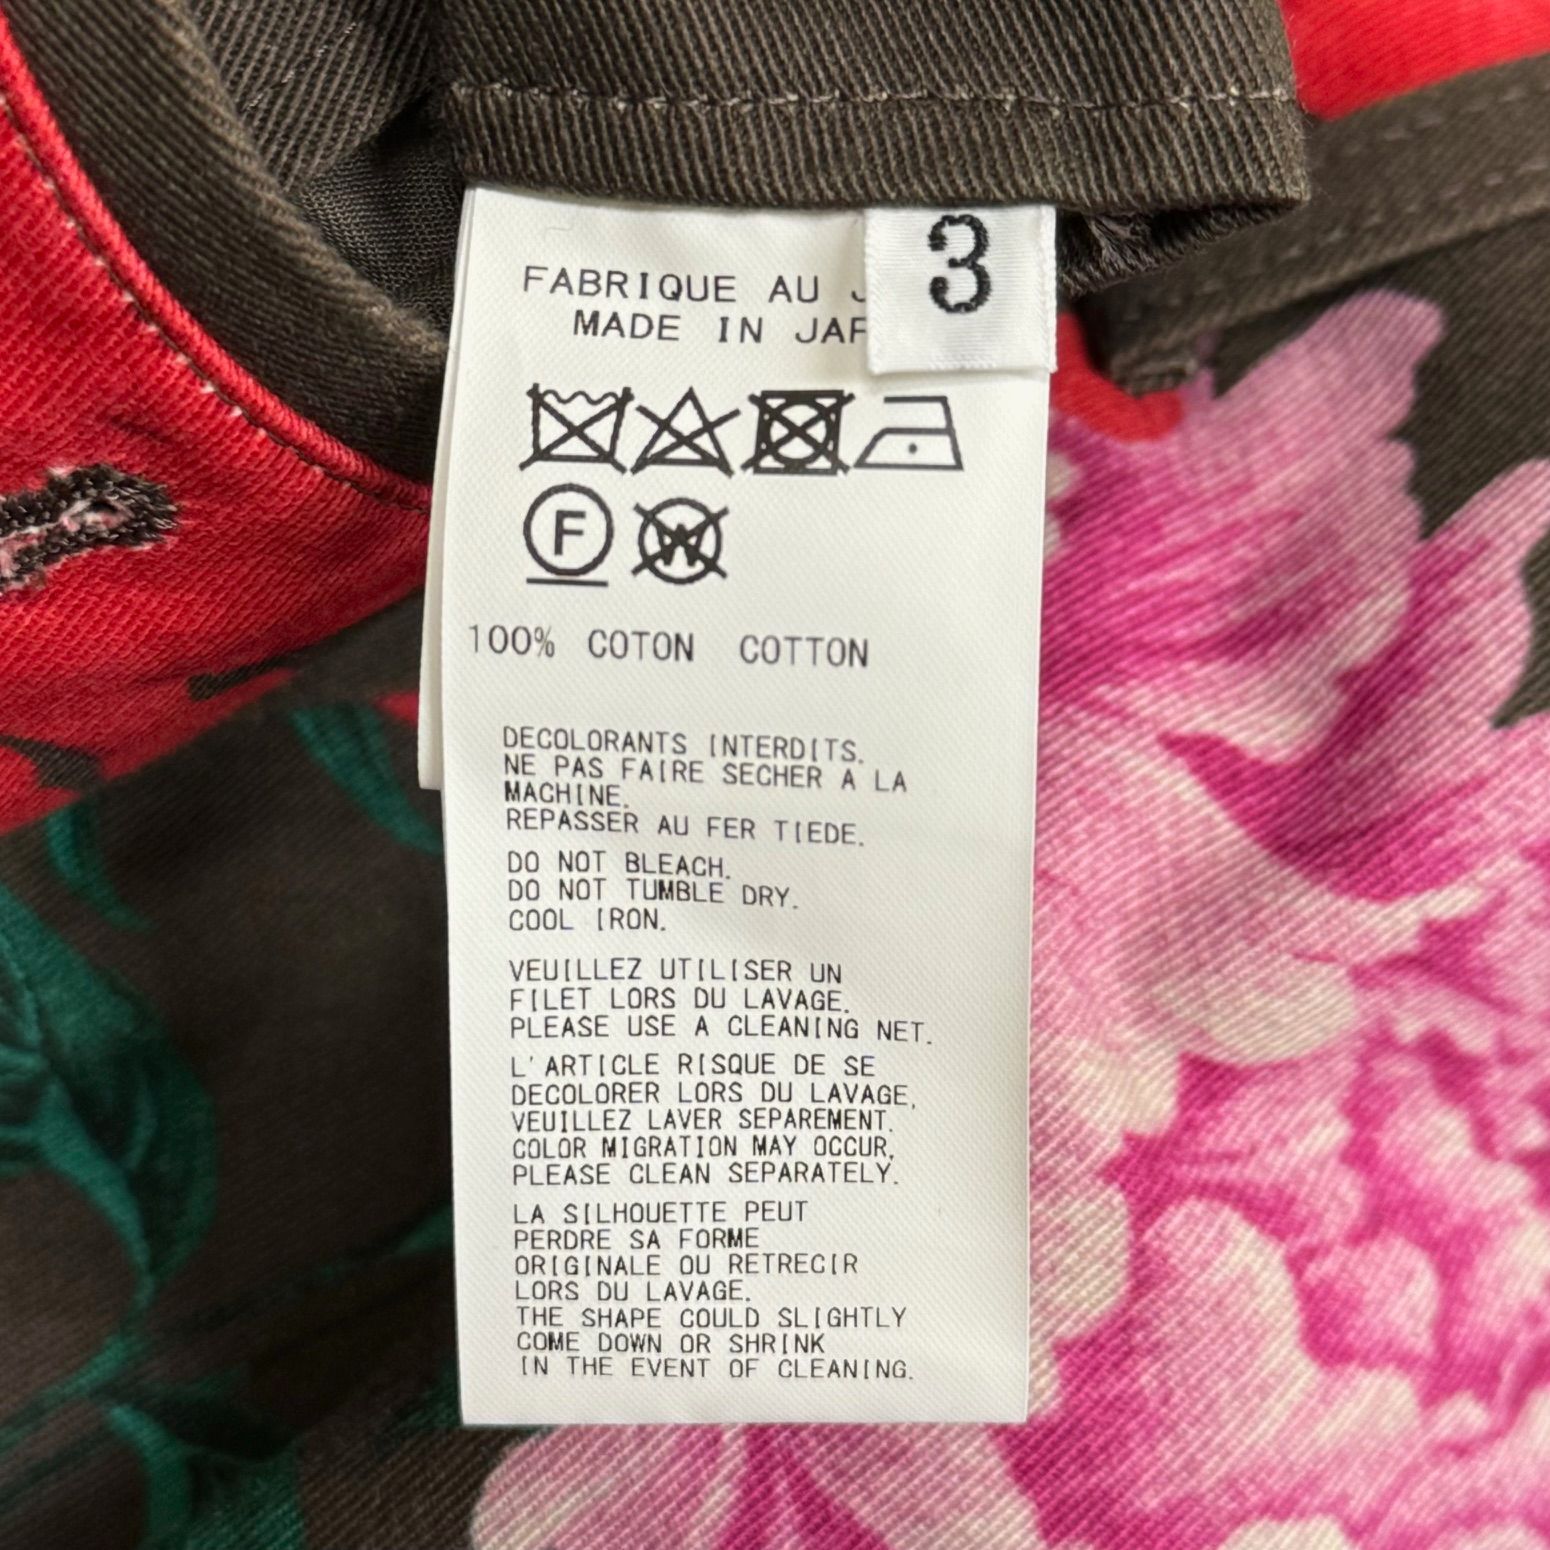 3
FABRIQUE AU
MADE IN
F
W
100% COTON COTTON
DECOLORANTS INTERDITS.
NE PAS FAIRE SECHER A LA
MACHINE.
REPASSER AU FER TIEDE.
DO NOT BLEACH.
DO NOT TUMBLE DRY.
COOL IRON.
VEUILLEZ UTILISER UN
FILET LORS DU LAVAGE.
PLEASE USE A CLEANING NET.
L'ARTICLE RISQUE DE SE
DECOLORER LORS DU LAVAGE,
VEUILLEZ LAVER SEPAREMENT.
COLOR MIGRATION MAY OCCUR,
PLEASE CLEAN SEPARATELY.
LA SILHOUETTE PEUT
PERDRE SA FORME
ORIGINALE OU RETRECIR
LORS DU LAVAGE.
THE SHAPE COULD SLIGHTLY
COME DOWN OR SHRINK
IN THE EVENT OF CLEANING.